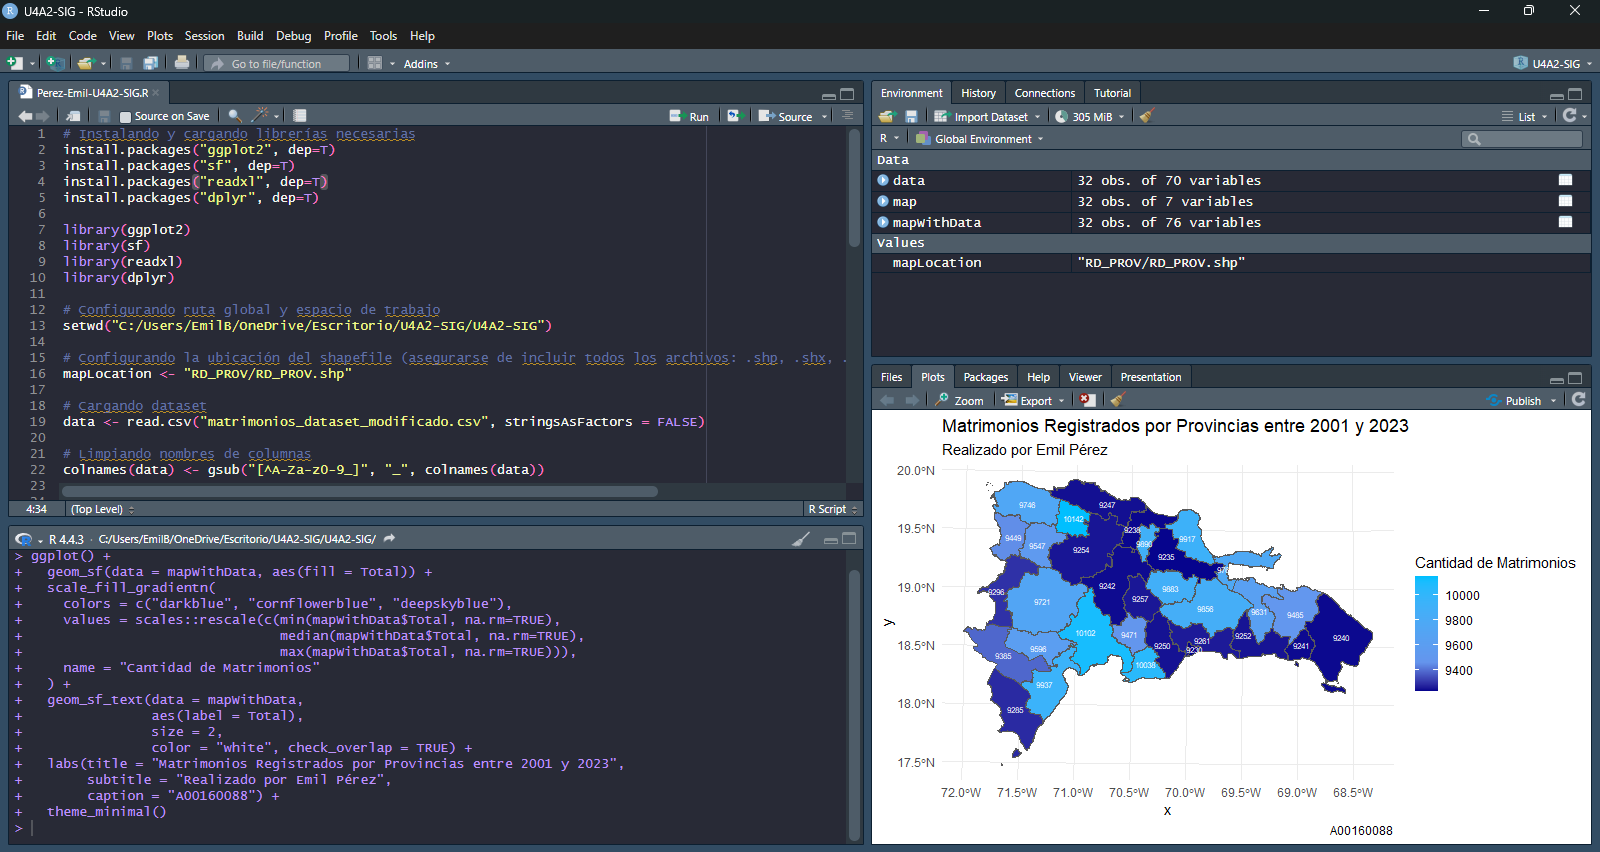 U4A2-SIG - RStudio
File Edit Code View Plots Session Build Debug Profile Tools Help
Go to file/function Addins U4A2-SIG
Perez-Emil-U4A2-SIG.R
Source on Save Run Source
1 # Instalando y cargando librerías necesarias
2 install.packages("ggplot2", dep=T)
3 install.packages("sf", dep=T)
4 install.packages("readxl", dep=T)
5 install.packages("dplyr", dep=T)
6
7 library(ggplot2)
8 library(sf)
9 library(readxl)
10 library(dplyr)
11
12 # Configurando ruta global y espacio de trabajo
13 setwd("C:/Users/EmilB/OneDrive/Escritorio/U4A2-SIG/U4A2-SIG")
14
15 # Configurando la ubicación del shapefile (asegurarse de incluir todos los archivos: .shp, .shx, .
16 mapLocation <- "RD_PROV/RD_PROV.shp"
17
18 # Cargando dataset
19 data <- read.csv("matrimonios_dataset_modificado.csv", stringsAsFactors = FALSE)
20
21 # Limpiando nombres de columnas
22 colnames(data) <- gsub("[^A-Za-z0-9_]", "_", colnames(data))
23
24
4:34 (Top Level) R Script
R 4.4.3 · C:/Users/EmilB/OneDrive/Escritorio/U4A2-SIG/U4A2-SIG/
> ggplot() +
+ geom_sf(data = mapWithData, aes(fill = Total)) +
+ scale_fill_gradientn(
+ colors = c("darkblue", "cornflowerblue", "deepskyblue"),
+ values = scales::rescale(c(min(mapWithData$Total, na.rm=TRUE),
+ median(mapWithData$Total, na.rm=TRUE),
+ max(mapWithData$Total, na.rm=TRUE))),
+ name = "Cantidad de Matrimonios"
+ ) +
+ geom_sf_text(data = mapWithData,
+ aes(label = Total),
+ size = 2,
+ color = "white", check_overlap = TRUE) +
+ labs(title = "Matrimonios Registrados por Provincias entre 2001 y 2023",
+ subtitle = "Realizado por Emil Pérez",
+ caption = "A00160088") +
+ theme_minimal()
>
Environment History Connections Tutorial
Import Dataset 305 MiB List
R Global Environment
Data
data 32 obs. of 70 variables
map 32 obs. of 7 variables
mapWithData 32 obs. of 76 variables
Values
mapLocation "RD_PROV/RD_PROV.shp"
Files Plots Packages Help Viewer Presentation
Zoom Export Publish
Matrimonios Registrados por Provincias entre 2001 y 2023
Realizado por Emil Pérez
20.0°N
19.5°N
19.0°N
18.5°N
18.0°N
17.5°N
y
9746
10142
9247
9238
9917
9449
9547
9254
9690
9235
9296
9721
9242
9257
9883
9856
9631
9485
10102
9471
9250
9261
9230
9252
9241
9240
9385
9596
10038
9937
9285
72.0°W 71.5°W 71.0°W 70.5°W 70.0°W 69.5°W 69.0°W 68.5°W
x
Cantidad de Matrimonios
10000
9800
9600
9400
A00160088